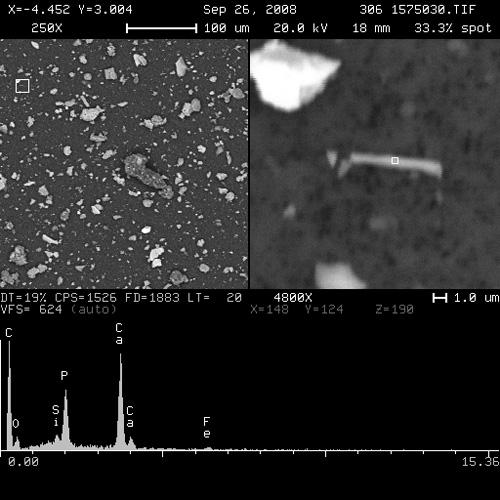 X=-4.452 Y=3.004 Sep 26, 2008 306 1575030.TIF
250X 100 um 20.0 kV 18 mm 33.3% spot
DT=19% CPS=1526 FD=1883 LT= 20 4800X 1.0 um
VFS= 624 (auto) X=148 Y=124 Z=190
C
O
Si
P
Ca
Ca
Fe
0.00 15.36